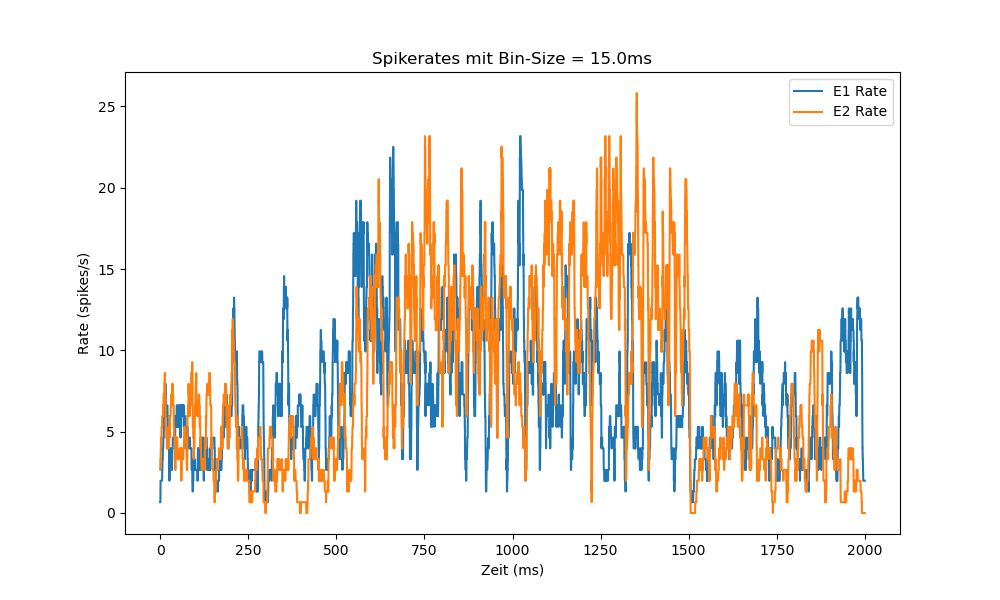 Spikerates mit Bin-Size = 15.0ms
E1 Rate
E2 Rate
Rate (spikes/s)
25
20
15
10
5
0
0 250 500 750 1000 1250 1500 1750 2000
Zeit (ms)